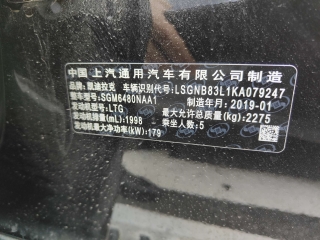 中国 上汽通用汽车有限公司制造
品牌:凯迪拉克 车辆识别代号:LSGNB83L1KA079247
整车型号:SGM6480NAA1 制造年月:2019-01
发动机型号:LTG 最大允许总质量(kg):2275
发动机排量(mL):1998 乘坐人数:5
发动机最大净功率(kW):179